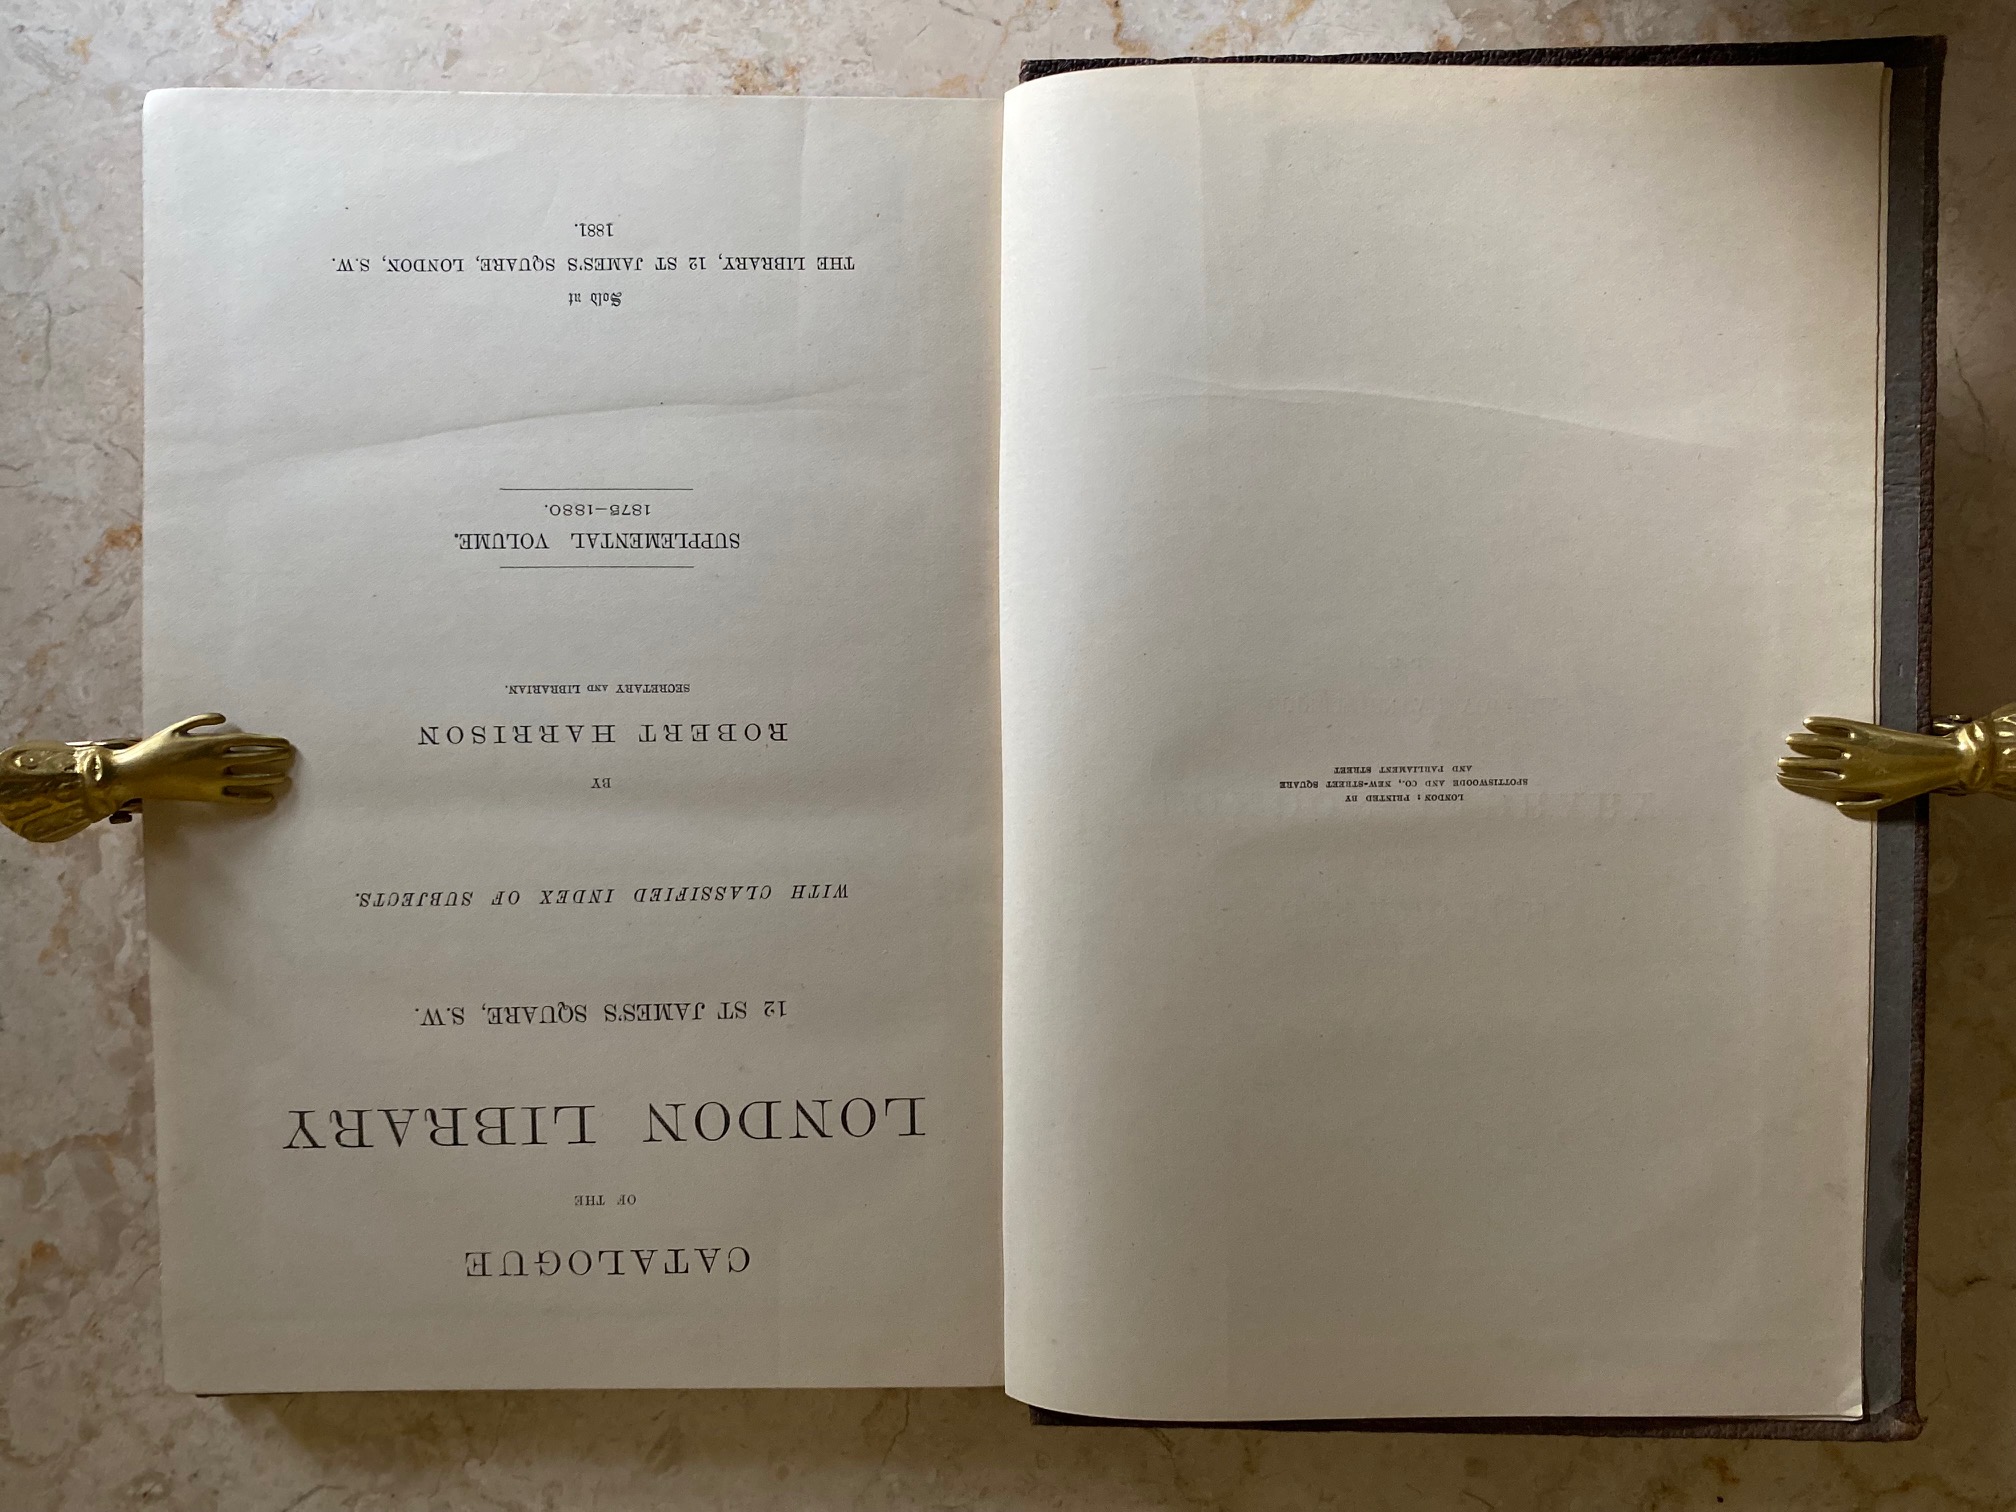 LONDON : PRINTED BY
SPOTTISWOODE AND CO., NEW-STREET SQUARE
AND PARLIAMENT STREET
CATALOGUE
OF THE
LONDON LIBRARY
12 ST JAMES'S SQUARE, S.W.
WITH CLASSIFIED INDEX OF SUBJECTS.
BY
ROBERT HARRISON
SECRETARY AND LIBRARIAN.
SUPPLEMENTAL VOLUME.
1875–1880.
Sold at
THE LIBRARY, 12 ST JAMES'S SQUARE, LONDON, S.W.
1881.